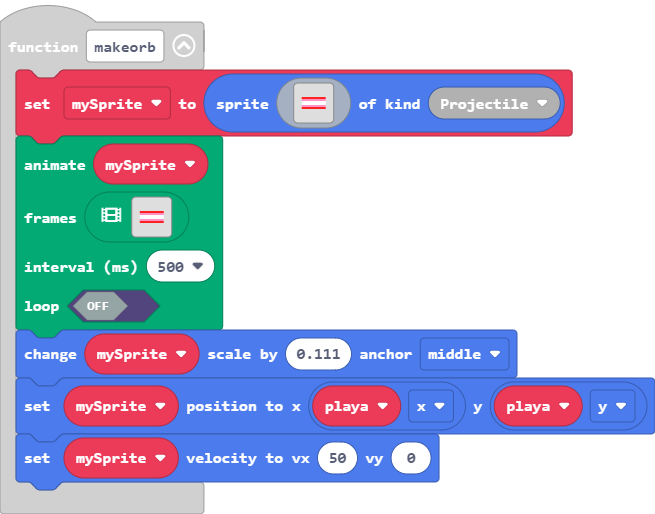 function makeorb
set mySprite to sprite of kind Projectile
animate mySprite
frames
interval (ms) 500
loop OFF
change mySprite scale by 0.111 anchor middle
set mySprite position to x playa x y playa y
set mySprite velocity to vx 50 vy 0